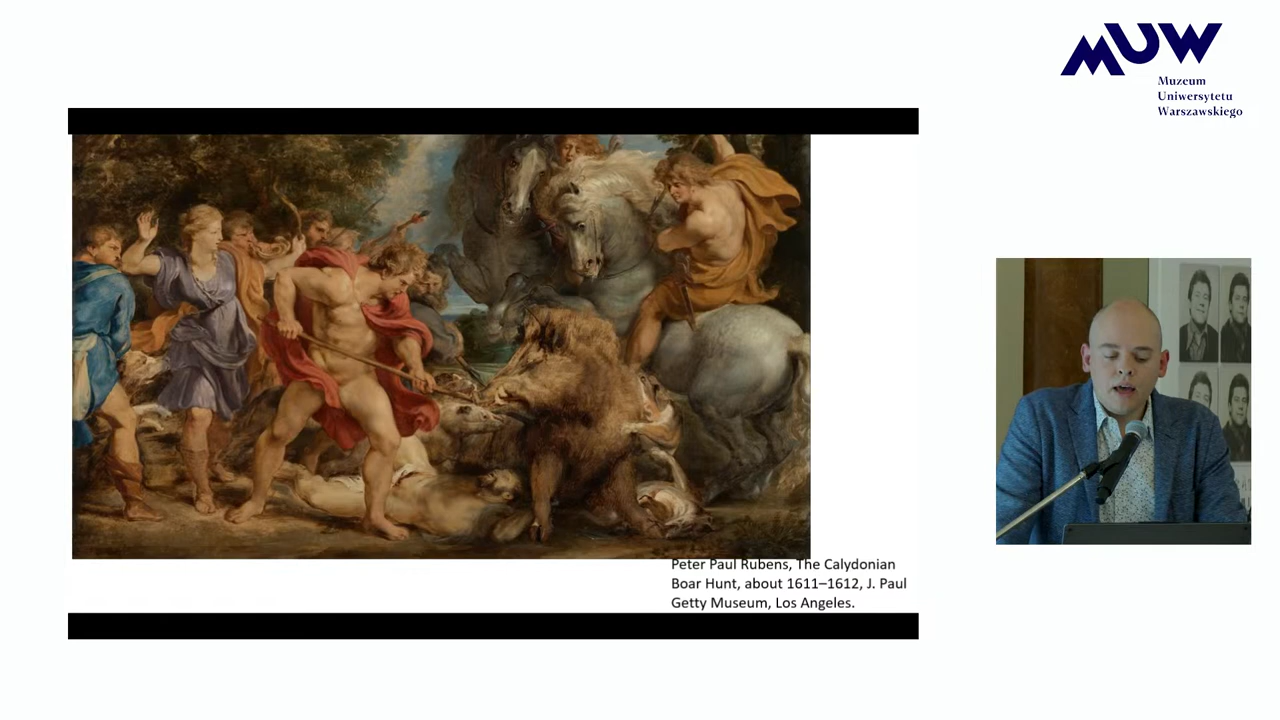 MUW
Muzeum
Uniwersytetu
Warszawskiego
Peter Paul Rubens, The Calydonian
Boar Hunt, about 1611–1612, J. Paul
Getty Museum, Los Angeles.